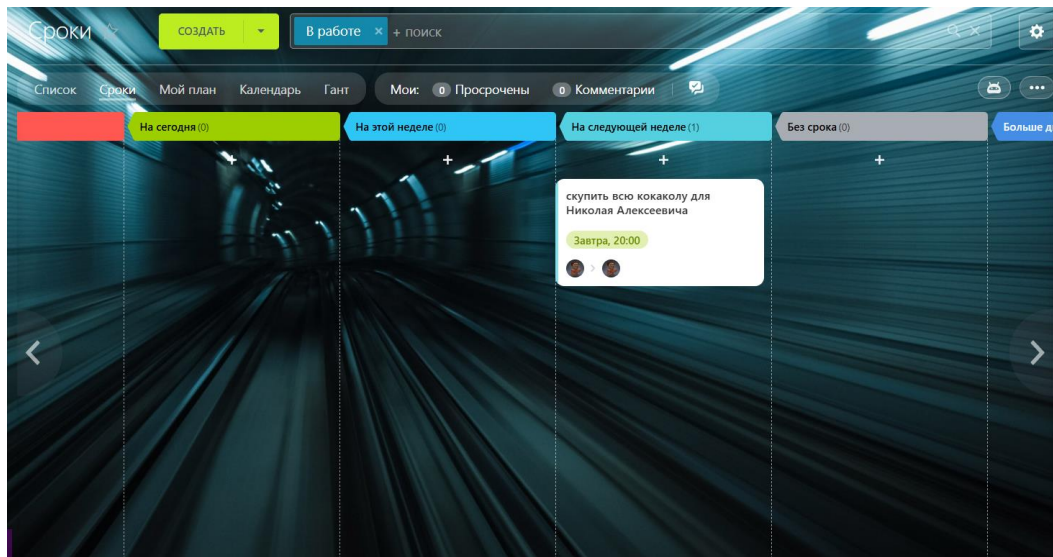 Сроки
СОЗДАТЬ
В работе × + поиск
Список Сроки Мой план Календарь Гант Мои: 0 Просрочены 0 Комментарии
На сегодня (0) На этой неделе (0) На следующей неделе (1) Без срока (0) Больше д
+ + + +
скупить всю кокаколу для
Николая Алексеевича
Завтра, 20:00